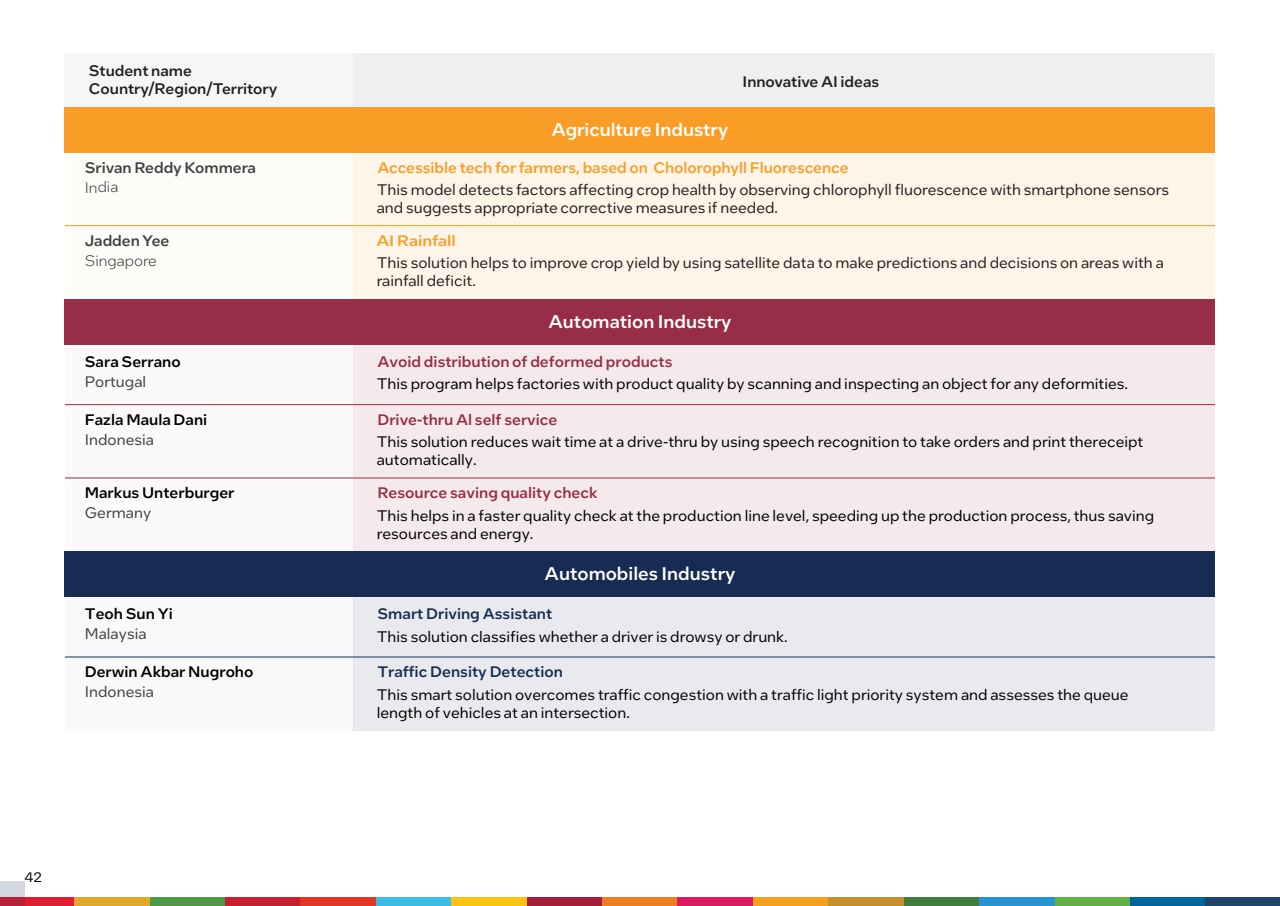 Student name
Country/Region/Territory
Innovative AI ideas
Agriculture Industry
Srivan Reddy Kommera
India
Accessible tech for farmers, based on Cholorophyll Fluorescence
This model detects factors affecting crop health by observing chlorophyll fluorescence with smartphone sensors
and suggests appropriate corrective measures if needed.
Jadden Yee
Singapore
AI Rainfall
This solution helps to improve crop yield by using satellite data to make predictions and decisions on areas with a
rainfall deficit.
Automation Industry
Sara Serrano
Portugal
Avoid distribution of deformed products
This program helps factories with product quality by scanning and inspecting an object for any deformities.
Fazla Maula Dani
Indonesia
Drive-thru AI self service
This solution reduces wait time at a drive-thru by using speech recognition to take orders and print thereceipt
automatically.
Markus Unterburger
Germany
Resource saving quality check
This helps in a faster quality check at the production line level, speeding up the production process, thus saving
resources and energy.
Automobiles Industry
Teoh Sun Yi
Malaysia
Smart Driving Assistant
This solution classifies whether a driver is drowsy or drunk.
Derwin Akbar Nugroho
Indonesia
Traffic Density Detection
This smart solution overcomes traffic congestion with a traffic light priority system and assesses the queue
length of vehicles at an intersection.
42